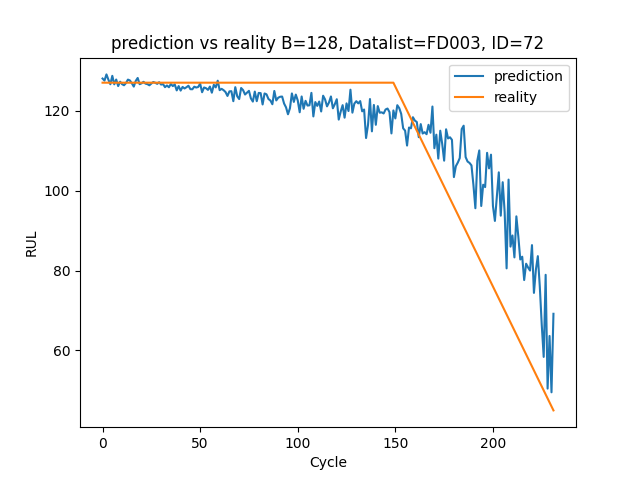 prediction vs reality B=128, Datalist=FD003, ID=72
prediction
reality
120
100
80
60
RUL
0
50
100
150
200
Cycle